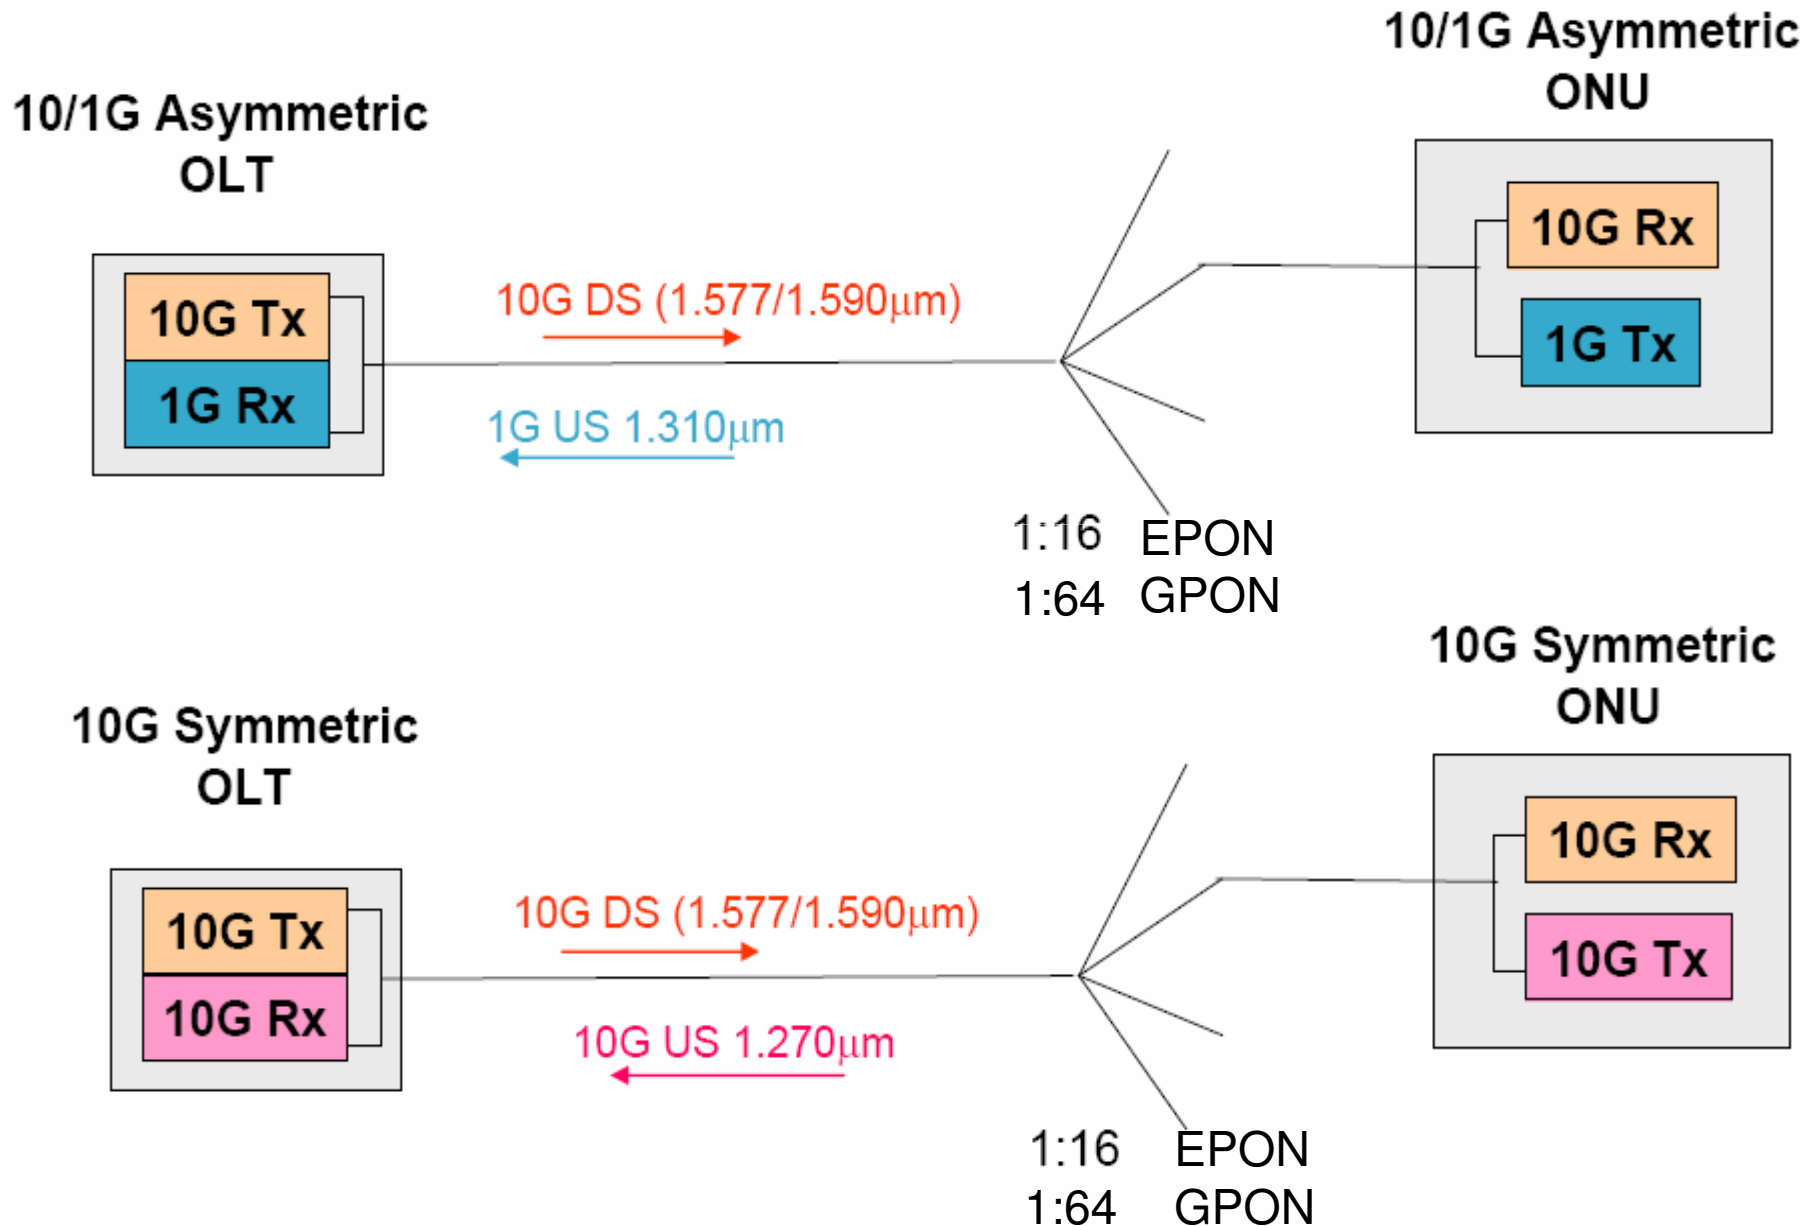 10/1G Asymmetric
OLT
10G Tx
1G Rx
10G DS (1.577/1.590μm)
1G US 1.310μm
10/1G Asymmetric
ONU
10G Rx
1G Tx
1:16 EPON
1:64 GPON
10G Symmetric
OLT
10G Tx
10G Rx
10G DS (1.577/1.590μm)
10G US 1.270μm
10G Symmetric
ONU
10G Rx
10G Tx
1:16 EPON
1:64 GPON